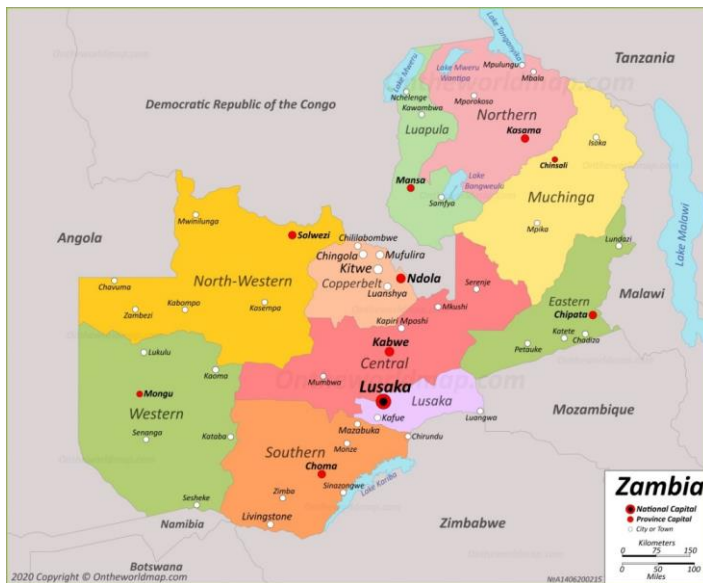 Tanzania
Democratic Republic of the Congo
Angola
Malawi
Mozambique
Zimbabwe
Namibia
Botswana
Lake Tanganyika
Lake Mweru
Lake Mweru
Wantipa
Lake
Bangweulu
Lake Malawi
Lake Kariba
Northern
Mpulungu
Mbala
Mporokoso
Kasama
Luapula
Nchelenge
Kawambwa
Mansa
Samfya
Muchinga
Isoka
Chinsali
Mpika
Eastern
Lundazi
Chipata
Chadiza
Katete
Petauke
North-Western
Mwinilunga
Solwezi
Chavuma
Zambezi
Kabompo
Kasempa
Copperbelt
Chililabombwe
Chingola
Mufulira
Kitwe
Ndola
Luanshya
Central
Serenje
Mkushi
Kapiri Mposhi
Kabwe
Mumbwa
Lusaka
Lusaka
Kafue
Luangwa
Chirundu
Western
Lukulu
Kaoma
Mongu
Senanga
Kataba
Sesheke
Southern
Mazabuka
Monze
Choma
Zimba
Sinazongwe
Livingstone
Zambia
National Capital
Province Capital
City or Town
Kilometers
0 75 150
0 50 100
Miles
2020 Copyright © Ontheworldmap.com